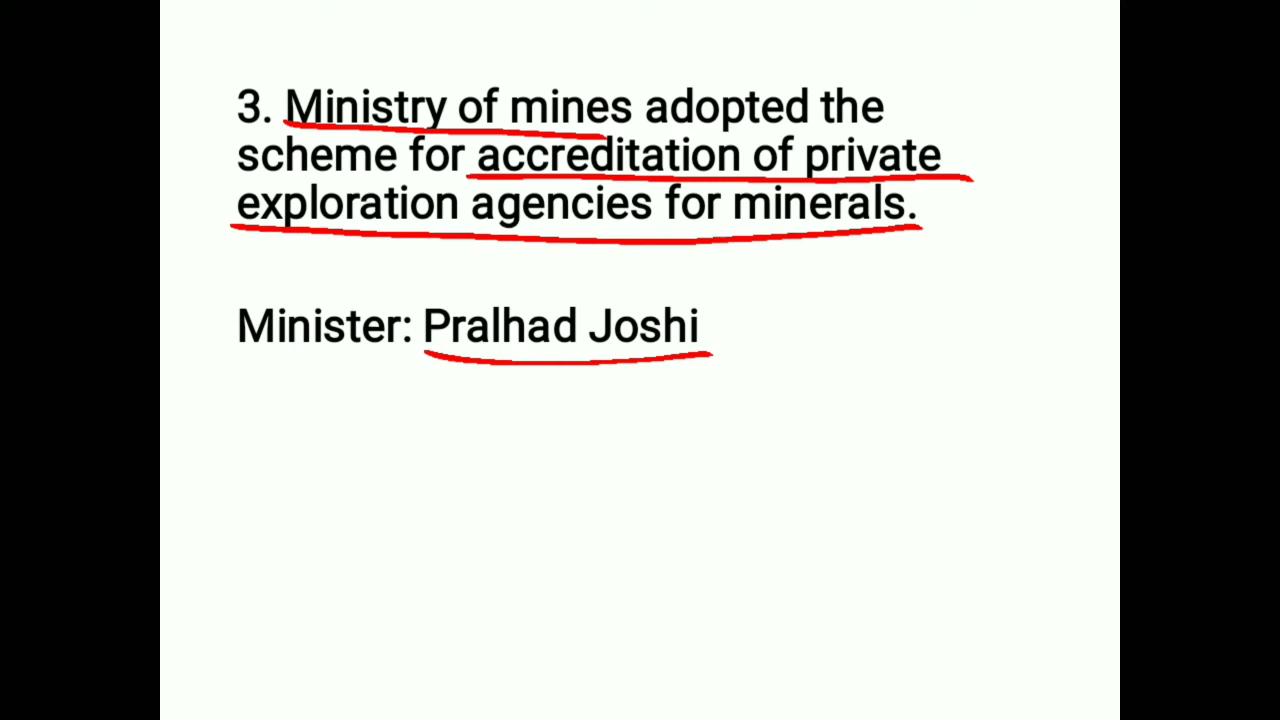 3. Ministry of mines adopted the
scheme for accreditation of private
exploration agencies for minerals.
Minister: Pralhad Joshi